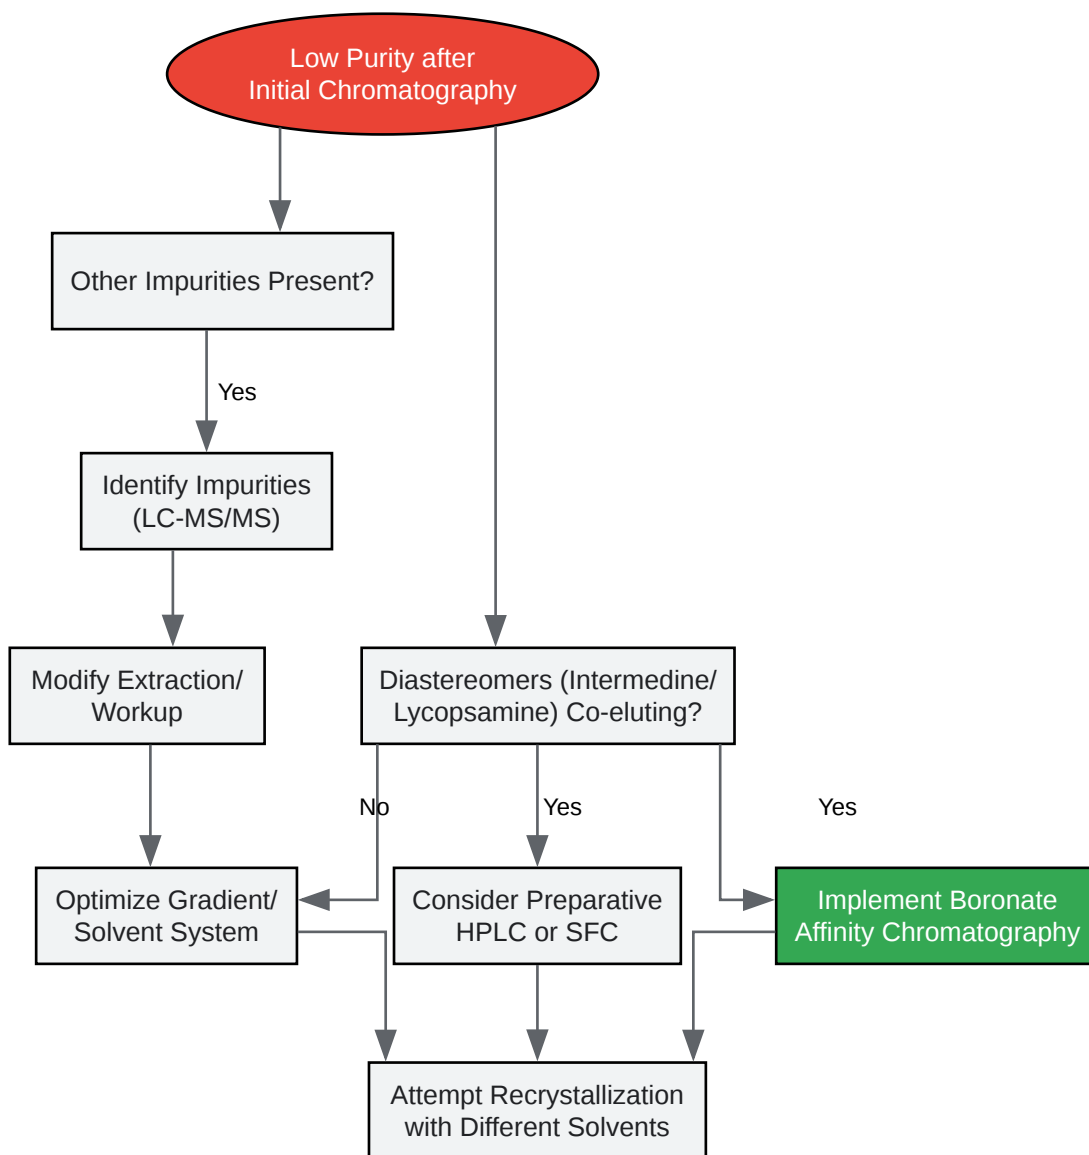 Low Purity after
Initial Chromatography
Other Impurities Present?
Yes
Identify Impurities
(LC-MS/MS)
Modify Extraction/
Workup
Diastereomers (Intermedine/
Lycopsamine) Co-eluting?
No
Yes
Yes
Optimize Gradient/
Solvent System
Consider Preparative
HPLC or SFC
Implement Boronate
Affinity Chromatography
Attempt Recrystallization
with Different Solvents